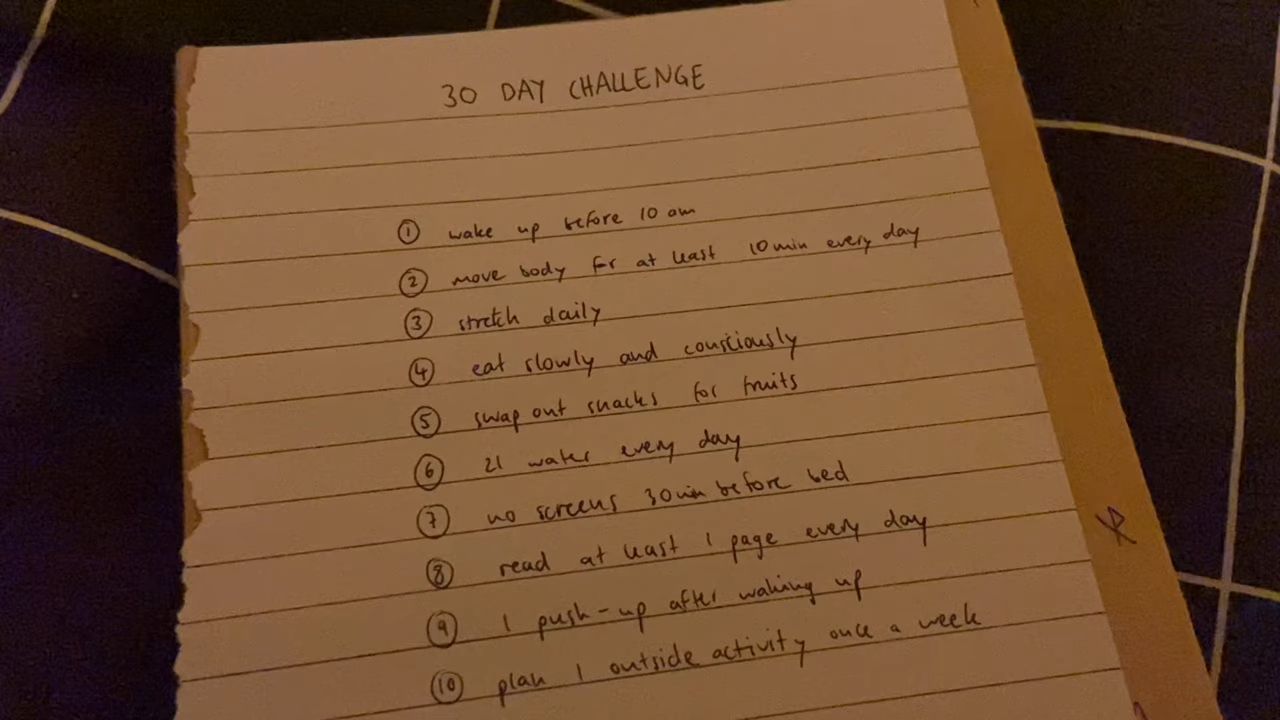 30 DAY CHALLENGE
① wake up before 10 am
② move body for at least 10 min every day
③ stretch daily
④ eat slowly and consciously
⑤ swap out snacks for fruits
⑥ 2l water every day
⑦ no screens 30 min before bed
⑧ read at least 1 page every day
⑨ 1 push-up after waking up
⑩ plan 1 outside activity once a week